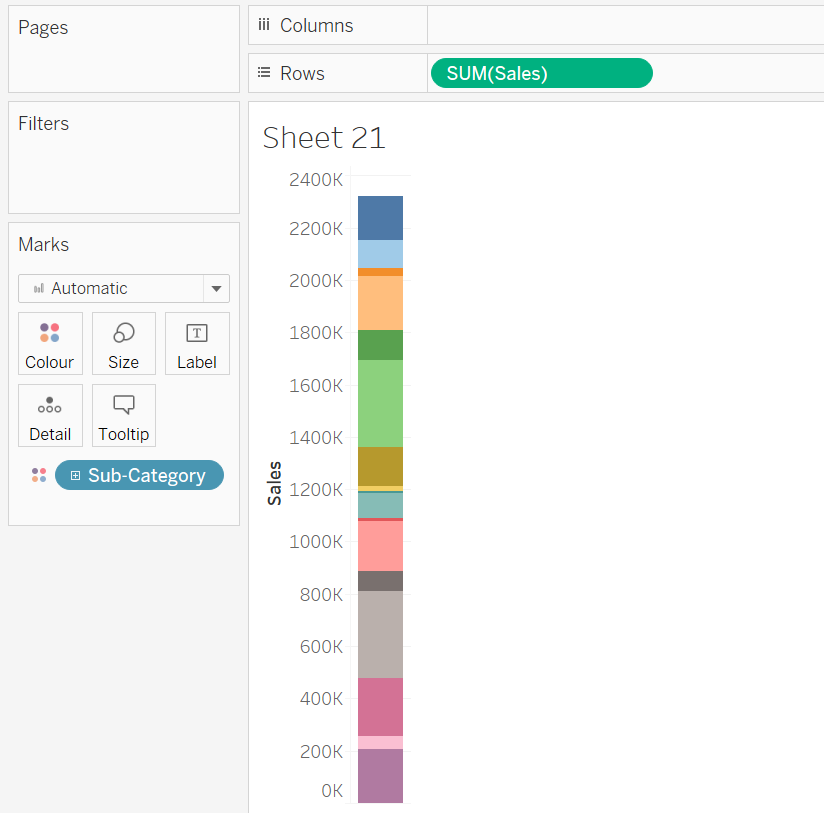 Pages
Columns
Rows
SUM(Sales)
Filters
Marks
Automatic
Colour
Size
Label
Detail
Tooltip
Sub-Category
Sheet 21
2400K
2200K
2000K
1800K
1600K
1400K
1200K
1000K
800K
600K
400K
200K
0K
Sales